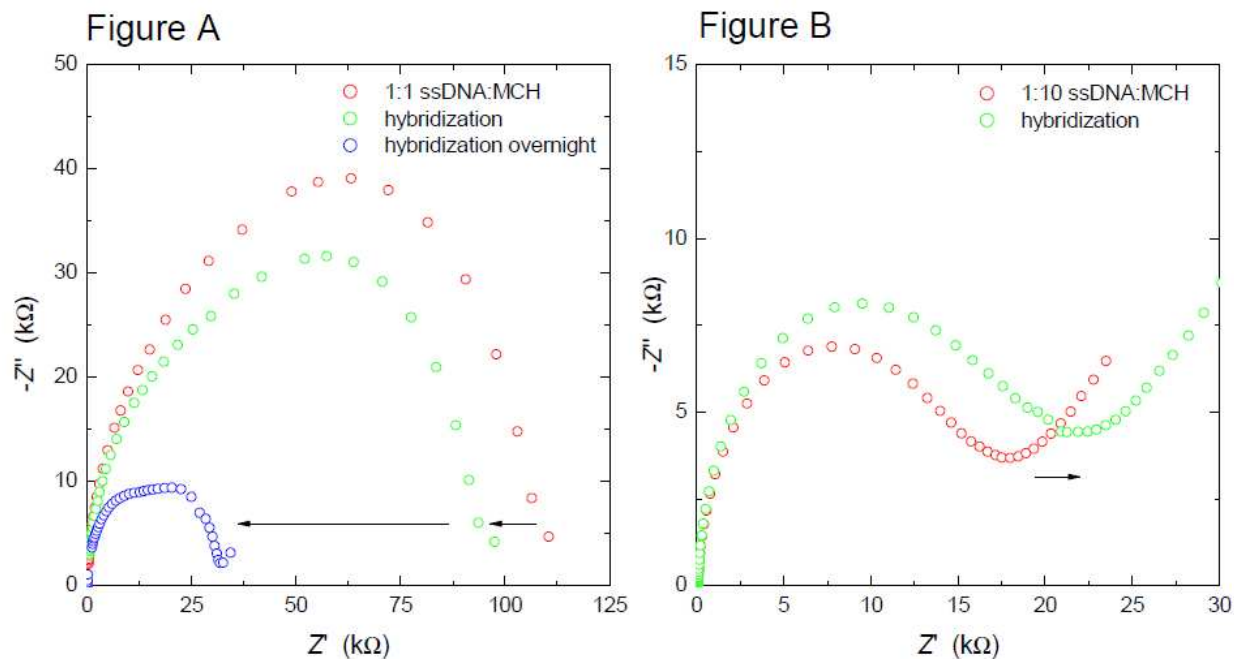 Figure A
50
40
30
20
10
0
-Z" (kΩ)
1:1 ssDNA:MCH
hybridization
hybridization overnight
0 25 50 75 100 125
Z' (kΩ)
Figure B
15
10
5
0
-Z" (kΩ)
1:10 ssDNA:MCH
hybridization
0 5 10 15 20 25 30
Z' (kΩ)